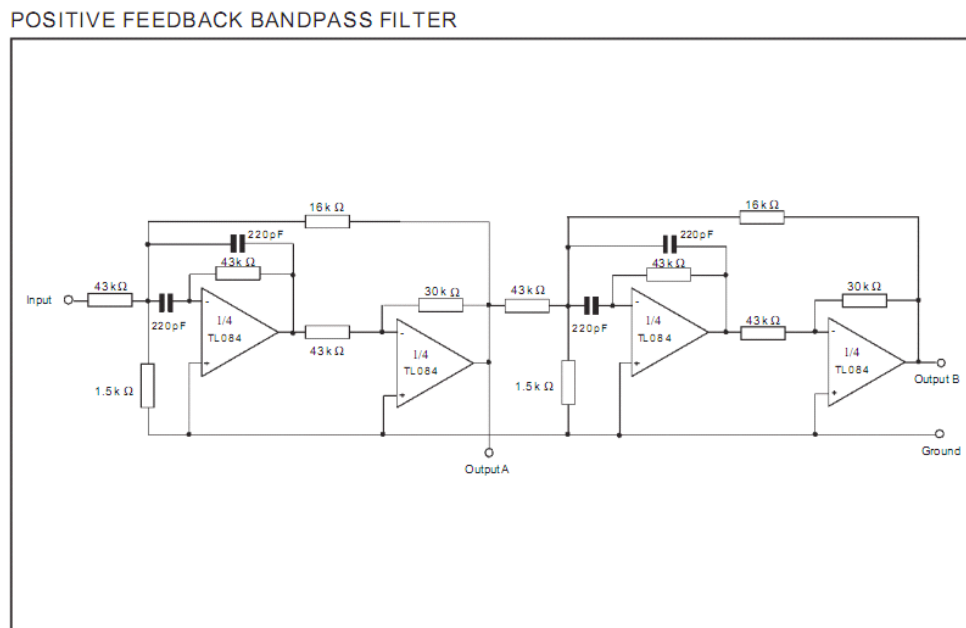 POSITIVE FEEDBACK BANDPASS FILTER
16k Ω
16k Ω
220pF
220pF
43k Ω
43k Ω
43k Ω
30k Ω
43k Ω
30k Ω
Input
220pF
-
1/4
TL084
+
43k Ω
-
1/4
TL084
+
220pF
-
1/4
TL084
+
43k Ω
-
1/4
TL084
+
1.5k Ω
1.5k Ω
Output B
Ground
Output A